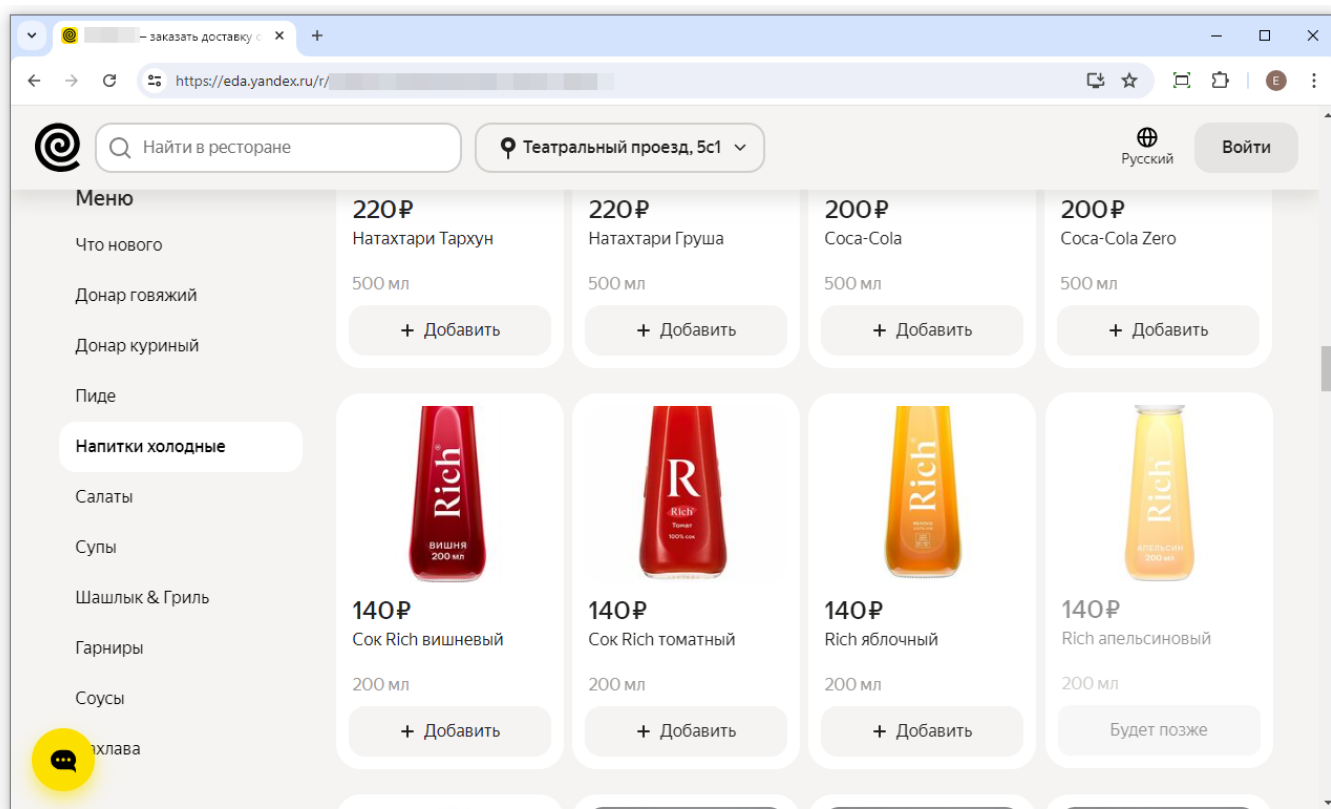 – заказать доставку с
https://eda.yandex.ru/r/
Найти в ресторане
Театральный проезд, 5с1
Русский
Войти
E
Меню
Что нового
Донар говяжий
Донар куриный
Пиде
Напитки холодные
Салаты
Супы
Шашлык & Гриль
Гарниры
Соусы
220₽
Натахтари Тархун
500 мл
+ Добавить
220₽
Натахтари Груша
500 мл
+ Добавить
200₽
Coca-Cola
500 мл
+ Добавить
200₽
Coca-Cola Zero
500 мл
+ Добавить
Rich
ВИШНЯ
200 мл
140₽
Сок Rich вишневый
200 мл
+ Добавить
R
Rich
Томат
100% сок
140₽
Сок Rich томатный
200 мл
+ Добавить
Rich
140₽
Rich яблочный
200 мл
+ Добавить
Rich
АПЕЛЬСИН
200 мл
140₽
Rich апельсиновый
200 мл
Будет позже